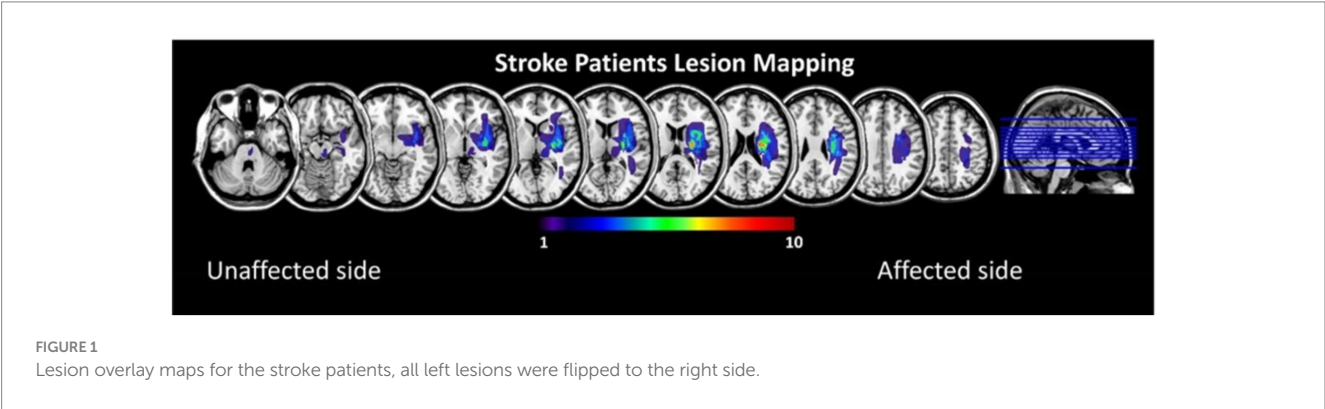 Stroke Patients Lesion Mapping
1 10
Unaffected side Affected side
FIGURE 1
Lesion overlay maps for the stroke patients, all left lesions were flipped to the right side.